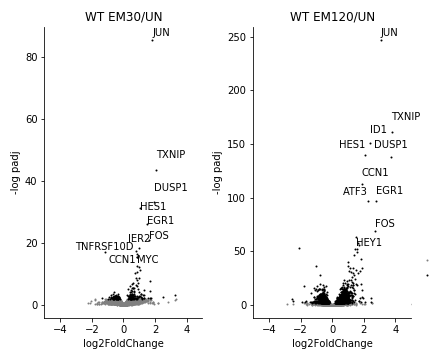 WT EM30/UN
80
60
40
20
0
-log padj
JUN
TXNIP
DUSP1
HES1
EGR1
FOS
IER2
TNFRSF10D
CCN1 MYC
−4 −2 0 2 4
log2FoldChange
WT EM120/UN
250
200
150
100
50
0
-log padj
JUN
TXNIP
ID1
HES1 DUSP1
CCN1
ATF3 EGR1
FOS
HEY1
−4 −2 0 2 4
log2FoldChange